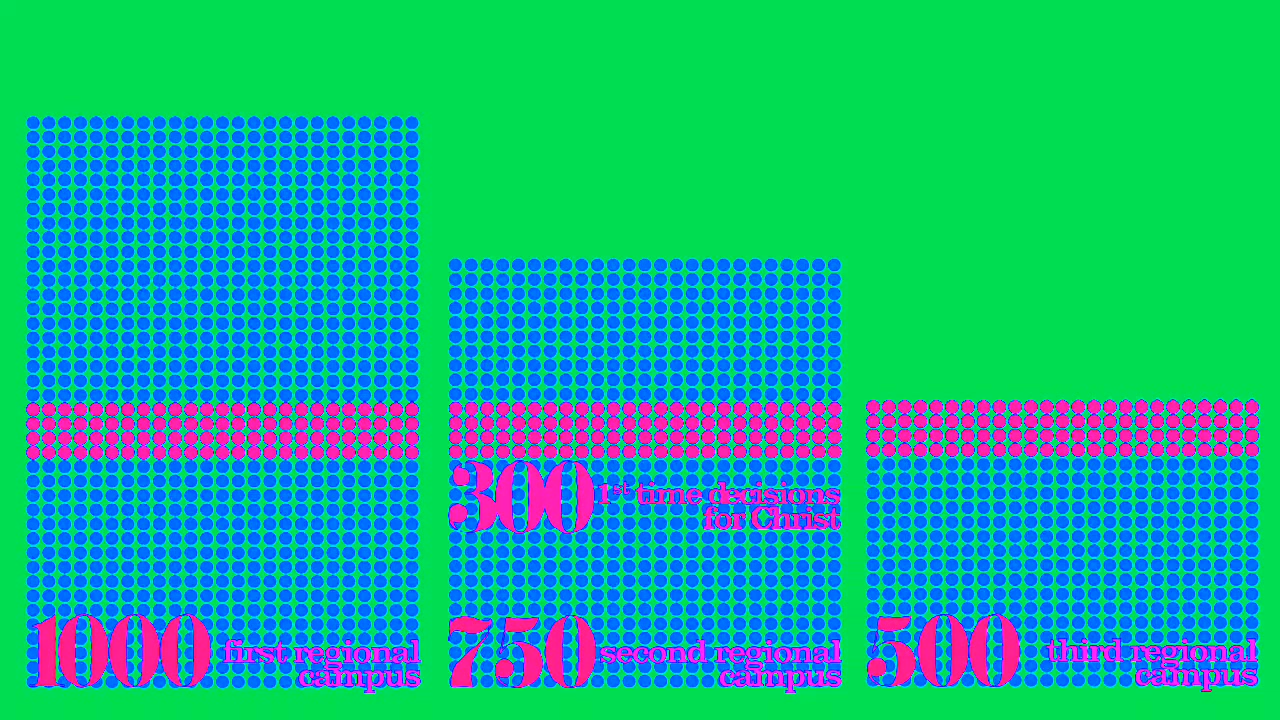 300 1st time decisions
for Christ
1000 first regional
campus
750 second regional
campus
500 third regional
campus